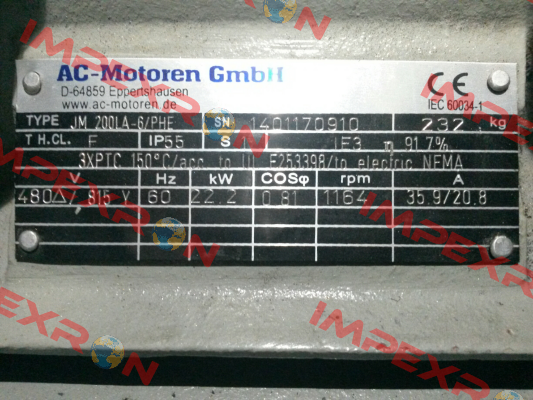 AC-Motoren GmbH
D-64859 Eppertshausen
www.ac-motoren.de
CE
IEC 60034-1
TYPE JM 200LA-6/PHE SN 1401170910 232 kg
TH.CL. F IP55 S IE3 η 91.7%
3XPTC 150°C/acc. to UL E253398/to electric NEMA
V Hz kW COSφ rpm A
480Δ/ 815 Y 60 22.2 0.81 1164 35.9/20.8
IMPEXRON
IMPEXRON
IMPEXRON